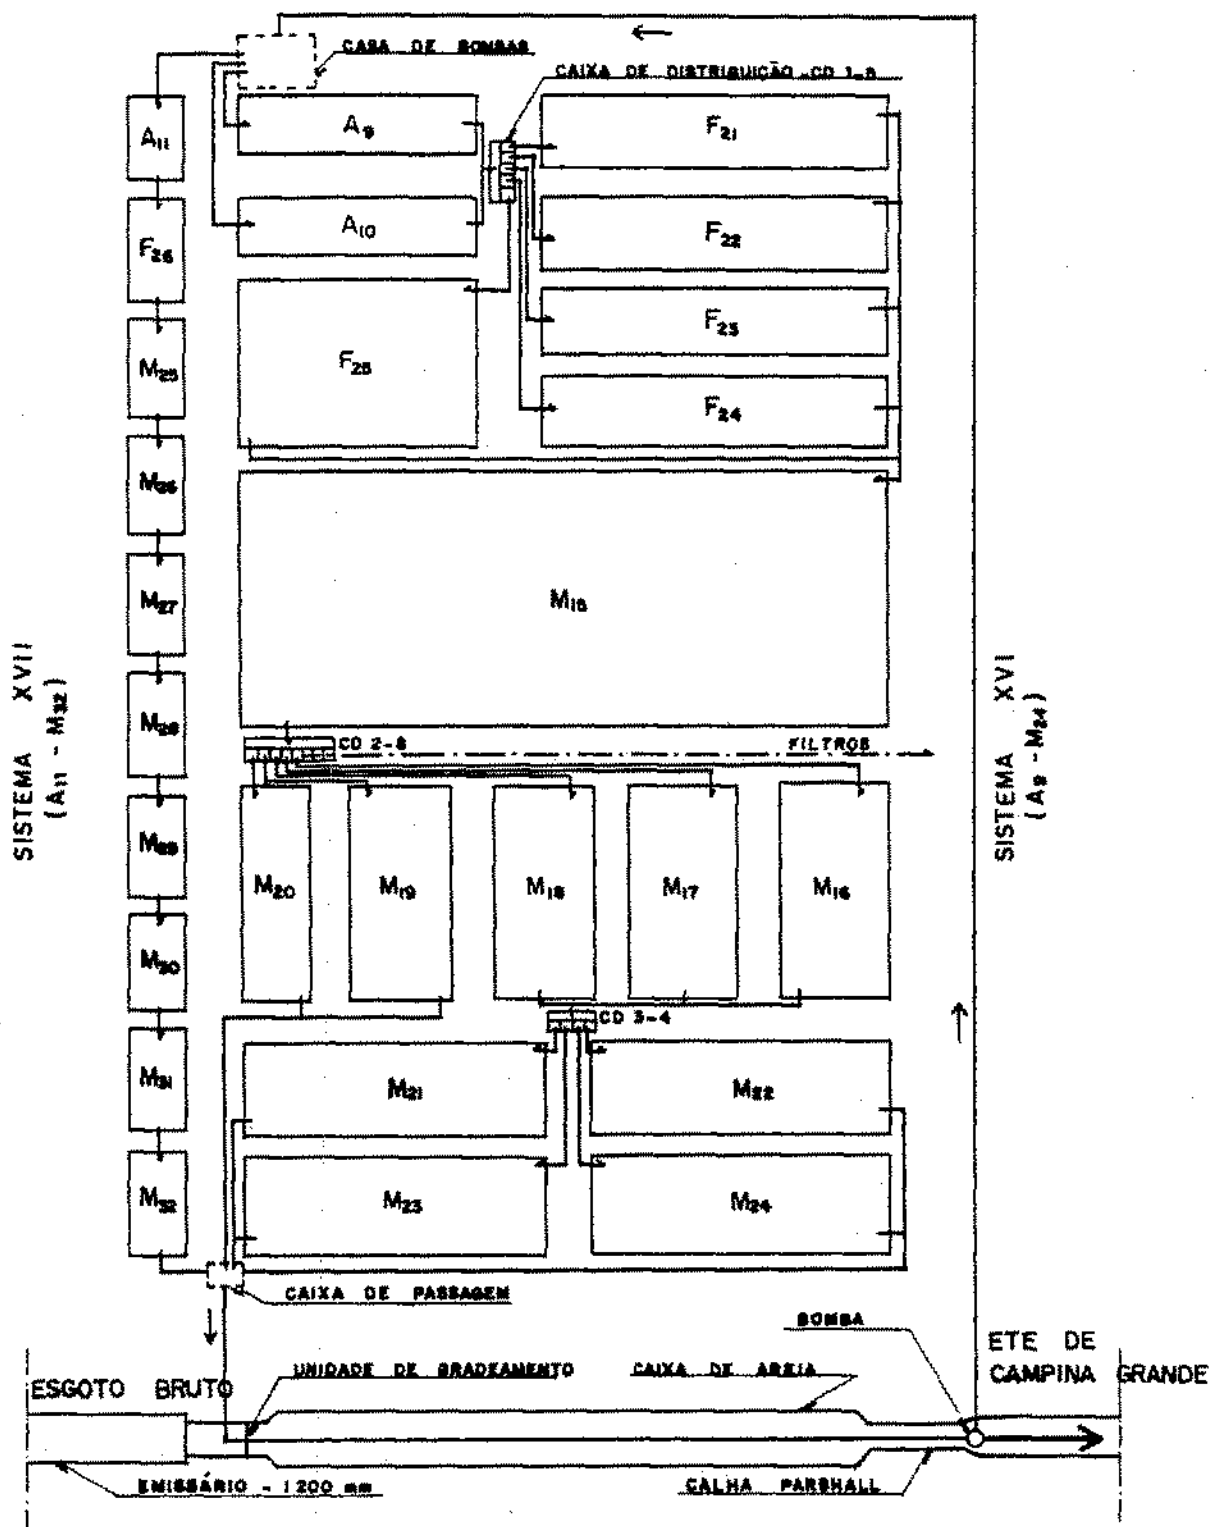 CASA DE BOMBAS
CAIXA DE DISTRIBUIÇÃO - CD 1-5
A11
A9
F21
A10
F26
F22
F25
F23
M25
F24
M26
M15
M27
SISTEMA XVII
(A11 - M32)
SISTEMA XVI
(A9 - M24)
M28
CD 2-8
FILTROS
M29
M20
M19
M18
M17
M16
M30
CD 3-4
M31
M21
M22
M32
M23
M24
CAIXA DE PASSAGEM
BOMBA
ETE DE
CAMPINA GRANDE
UNIDADE DE GRADEAMENTO
CAIXA DE AREIA
ESGOTO BRUTO
EMISSÁRIO - 1200 mm
CALHA PARSHALL